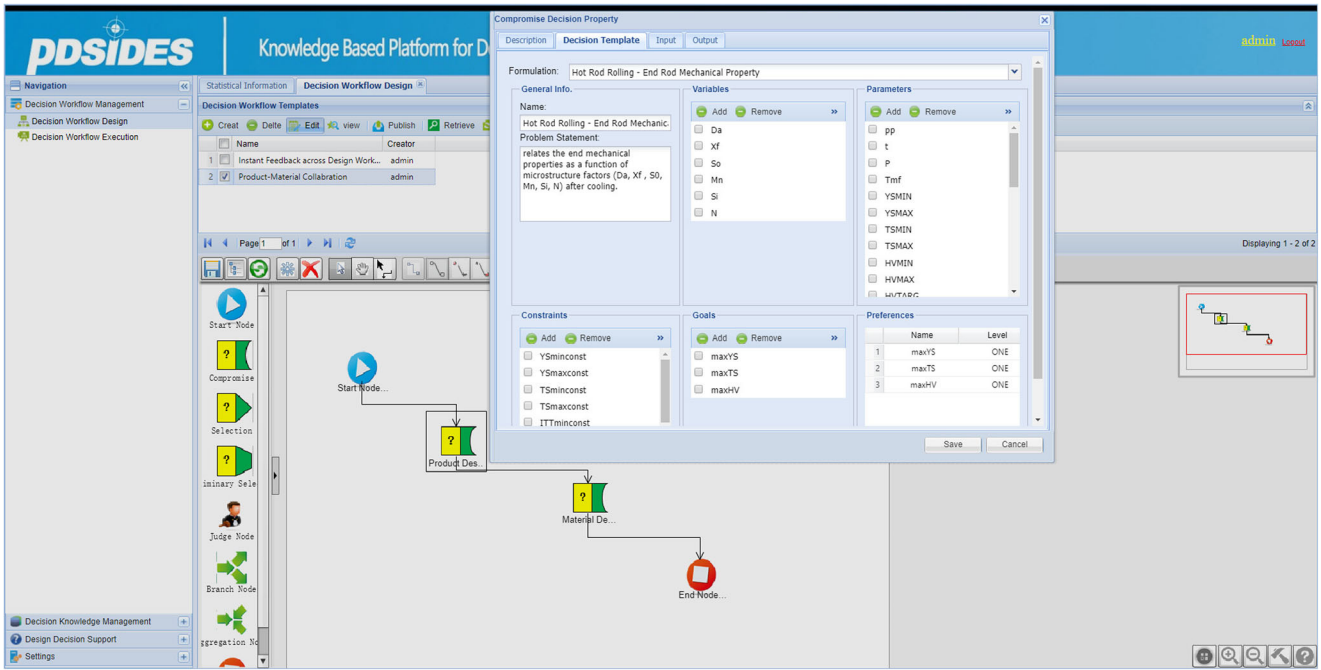 PDSIDES
Knowledge Based Platform for D
admin Logout
Navigation
Decision Workflow Management
Decision Workflow Design
Decision Workflow Execution
Decision Knowledge Management
Design Decision Support
Settings
Statistical Information
Decision Workflow Design
Decision Workflow Templates
Creat
Delte
Edit
view
Publish
Retrieve
Name
Creator
1 Instant Feedback across Design Work... admin
2 Product-Material Collabration admin
Page 1 of 1
Displaying 1 - 2 of 2
Start Node
Compromise
Selection
iminary Sele
Judge Node
Branch Node
ggregation No
Start Node...
Product Des...
Material De...
End Node...
Compromise Decision Property
Description
Decision Template
Input
Output
Formulation: Hot Rod Rolling - End Rod Mechanical Property
General Info.
Name:
Hot Rod Rolling - End Rod Mechanic
Problem Statement:
relates the end mechanical
properties as a function of
microstructure factors (Da, Xf , S0,
Mn, Si, N) after cooling.
Variables
Add Remove »
Da
Xf
So
Mn
Si
N
Parameters
Add Remove »
pp
t
P
Tmf
YSMIN
YSMAX
TSMIN
TSMAX
HVMIN
HVMAX
HVTARG
Constraints
Add Remove »
YSminconst
YSmaxconst
TSminconst
TSmaxconst
ITTminconst
Goals
Add Remove »
maxYS
maxTS
maxHV
Preferences
Name Level
1 maxYS ONE
2 maxTS ONE
3 maxHV ONE
Save
Cancel